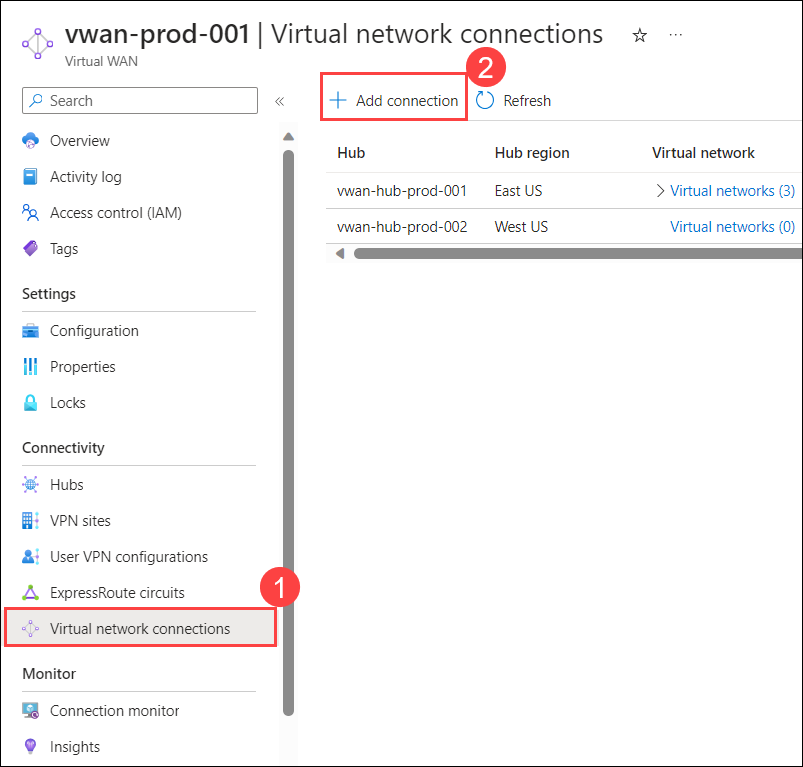 vwan-prod-001 | Virtual network connections ☆ ...
Virtual WAN
Search «
Overview
Activity log
Access control (IAM)
Tags
Settings
Configuration
Properties
Locks
Connectivity
Hubs
VPN sites
User VPN configurations
ExpressRoute circuits
1
Virtual network connections
Monitor
Connection monitor
Insights
2
+ Add connection Refresh
Hub Hub region Virtual network
vwan-hub-prod-001 East US > Virtual networks (3)
vwan-hub-prod-002 West US Virtual networks (0)